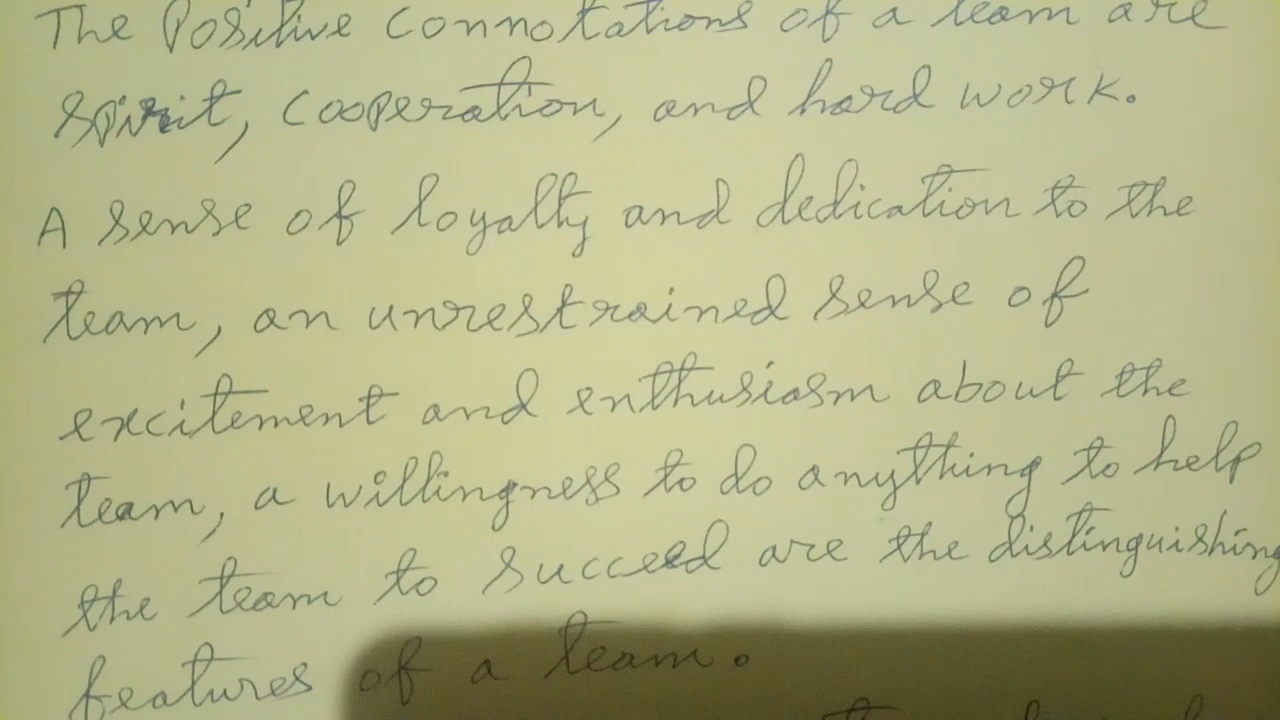 The Positive connotations of a team are
spirit, cooperation, and hard work.
A sense of loyalty and dedication to the
team, an unrestrained sense of
excitement and enthusiasm about the
team, a willingness to do anything to help
the team to succeed are the distinguishing
features of a team.